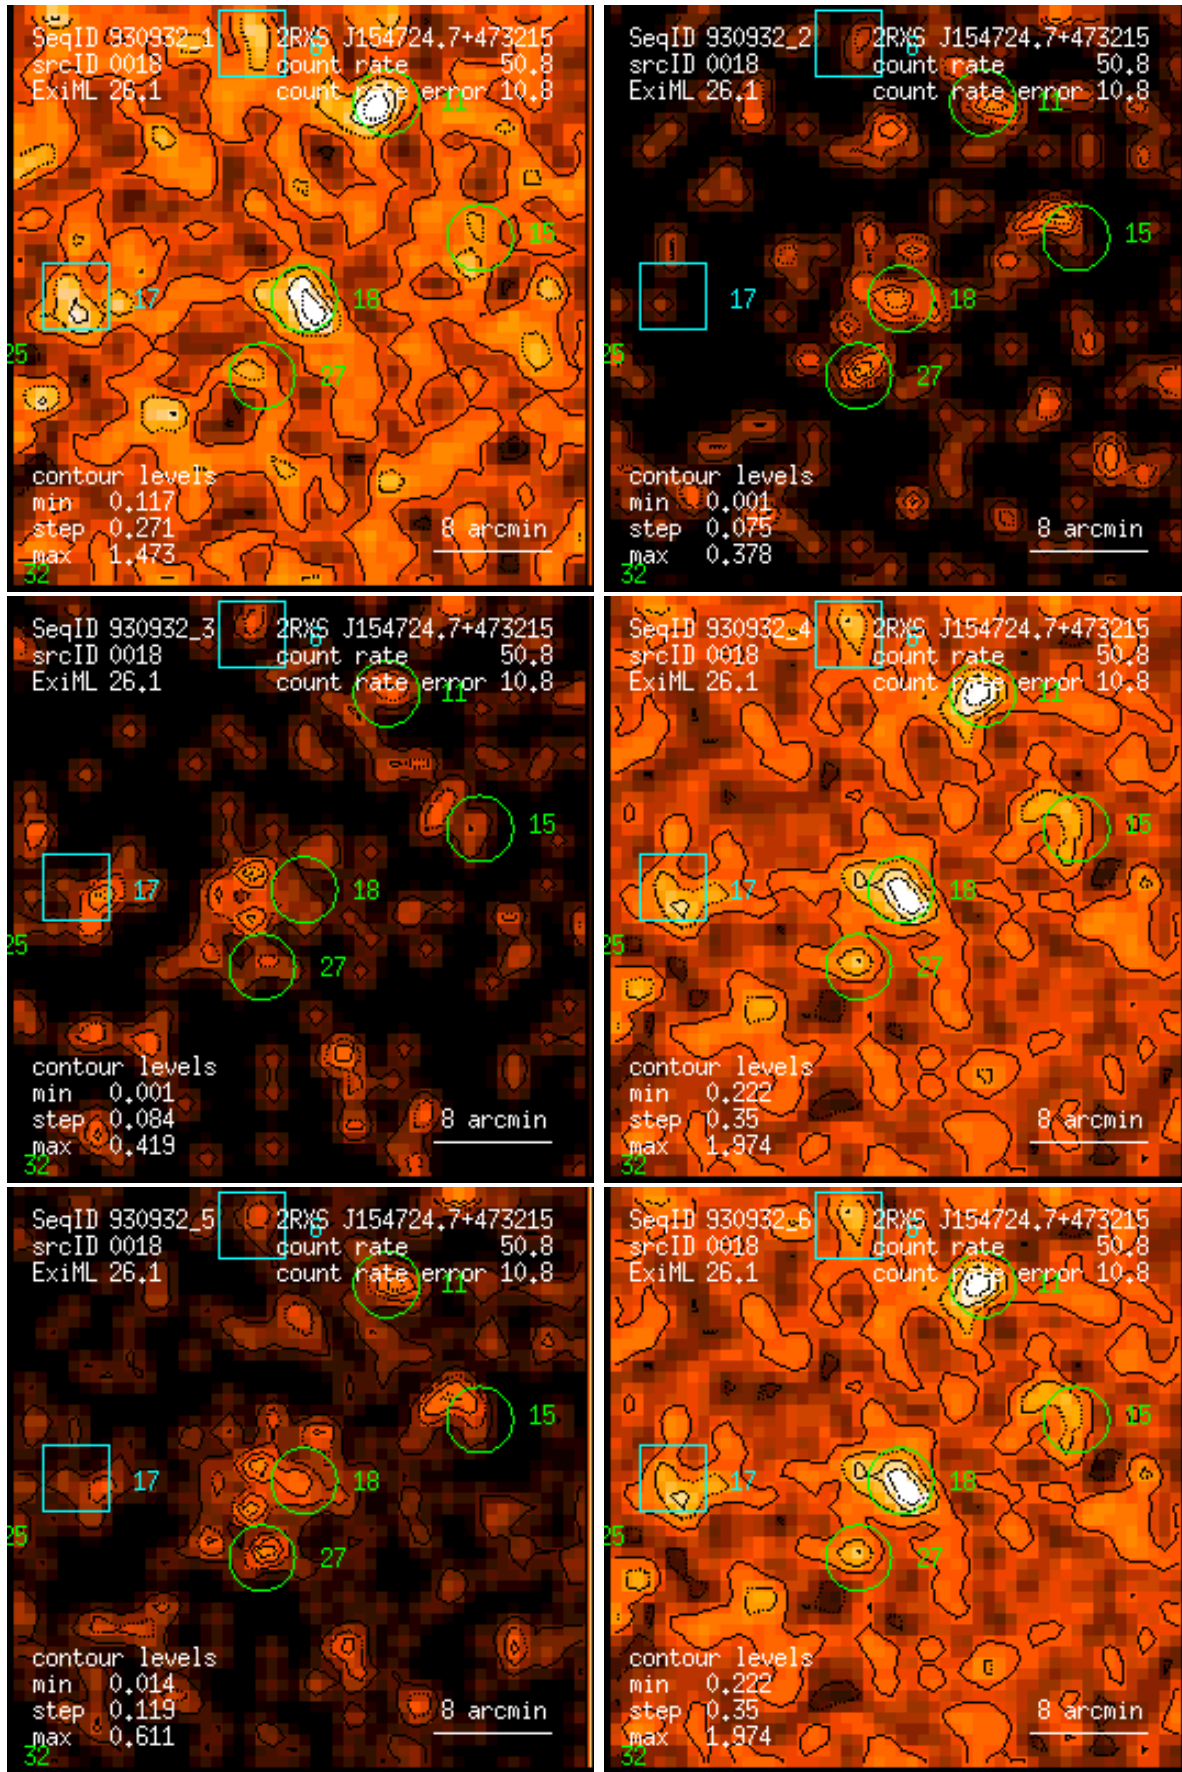 SeqID 930932_1 2RXS J154724.7+473215
6
srcID 0018 count rate 50.8
ExiML 26.1 count rate error 10.8
11
15
17
18
25
27
contour levels
min 0.117
step 0.271
max 1.473
8 arcmin
32
SeqID 930932_2 2RXS J154724.7+473215
6
srcID 0018 count rate 50.8
ExiML 26.1 count rate error 10.8
11
15
17
18
25
27
contour levels
min 0.001
step 0.075
max 0.378
8 arcmin
32
SeqID 930932_3 2RXS J154724.7+473215
6
srcID 0018 count rate 50.8
ExiML 26.1 count rate error 10.8
11
15
17
18
25
27
contour levels
min 0.001
step 0.084
max 0.419
8 arcmin
32
SeqID 930932_4 2RXS J154724.7+473215
6
srcID 0018 count rate 50.8
ExiML 26.1 count rate error 10.8
11
15
17
18
25
27
contour levels
min 0.222
step 0.35
max 1.974
8 arcmin
32
SeqID 930932_5 2RXS J154724.7+473215
6
srcID 0018 count rate 50.8
ExiML 26.1 count rate error 10.8
11
15
17
18
25
27
contour levels
min 0.014
step 0.119
max 0.611
8 arcmin
32
SeqID 930932_6 2RXS J154724.7+473215
6
srcID 0018 count rate 50.8
ExiML 26.1 count rate error 10.8
11
15
17
18
25
27
contour levels
min 0.222
step 0.35
max 1.974
8 arcmin
32